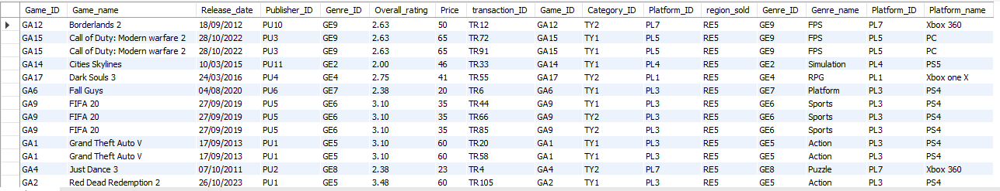 Game_ID Game_name Release_date Publisher_ID Genre_ID Overall_rating Price transaction_ID Game_ID Category_ID Platform_ID region_sold Genre_ID Genre_name Platform_ID Platform_name
GA12 Borderlands 2 18/09/2012 PU10 GE9 2.63 50 TR12 GA12 TY2 PL7 RE5 GE9 FPS PL7 Xbox 360
GA15 Call of Duty: Modern warfare 2 28/10/2022 PU3 GE9 2.63 65 TR72 GA15 TY1 PL5 RE5 GE9 FPS PL5 PC
GA15 Call of Duty: Modern warfare 2 28/10/2022 PU3 GE9 2.63 65 TR91 GA15 TY1 PL5 RE5 GE9 FPS PL5 PC
GA14 Cities Skylines 10/03/2015 PU11 GE2 2.00 46 TR33 GA14 TY1 PL4 RE5 GE2 Simulation PL4 PS5
GA17 Dark Souls 3 24/03/2016 PU4 GE4 2.75 41 TR55 GA17 TY2 PL1 RE5 GE4 RPG PL1 Xbox one X
GA6 Fall Guys 04/08/2020 PU6 GE7 2.38 20 TR6 GA6 TY1 PL3 RE5 GE7 Platform PL3 PS4
GA9 FIFA 20 27/09/2019 PU5 GE6 3.10 35 TR44 GA9 TY1 PL3 RE5 GE6 Sports PL3 PS4
GA9 FIFA 20 27/09/2019 PU5 GE6 3.10 35 TR66 GA9 TY2 PL3 RE5 GE6 Sports PL3 PS4
GA9 FIFA 20 27/09/2019 PU5 GE6 3.10 35 TR85 GA9 TY2 PL3 RE5 GE6 Sports PL3 PS4
GA1 Grand Theft Auto V 17/09/2013 PU1 GE5 3.10 60 TR20 GA1 TY1 PL3 RE5 GE5 Action PL3 PS4
GA1 Grand Theft Auto V 17/09/2013 PU1 GE5 3.10 60 TR58 GA1 TY1 PL3 RE5 GE5 Action PL3 PS4
GA4 Just Dance 3 07/10/2011 PU2 GE8 2.38 23 TR4 GA4 TY2 PL7 RE5 GE8 Puzzle PL7 Xbox 360
GA2 Red Dead Redemption 2 26/10/2023 PU1 GE5 3.48 60 TR105 GA2 TY1 PL3 RE5 GE5 Action PL3 PS4